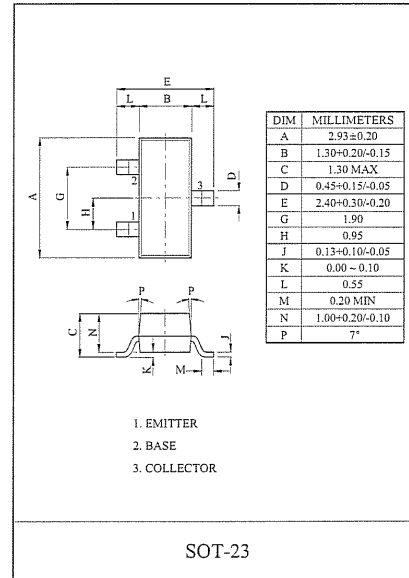 E
L B L
A
G
H
2
1
3
D
P P
C
N
K
M
J
DIM MILLIMETERS
A 2.93±0.20
B 1.30+0.20/-0.15
C 1.30 MAX
D 0.45+0.15/-0.05
E 2.40+0.30/-0.20
G 1.90
H 0.95
J 0.13+0.10/-0.05
K 0.00 ~ 0.10
L 0.55
M 0.20 MIN
N 1.00+0.20/-0.10
P 7°
1. EMITTER
2. BASE
3. COLLECTOR
SOT-23